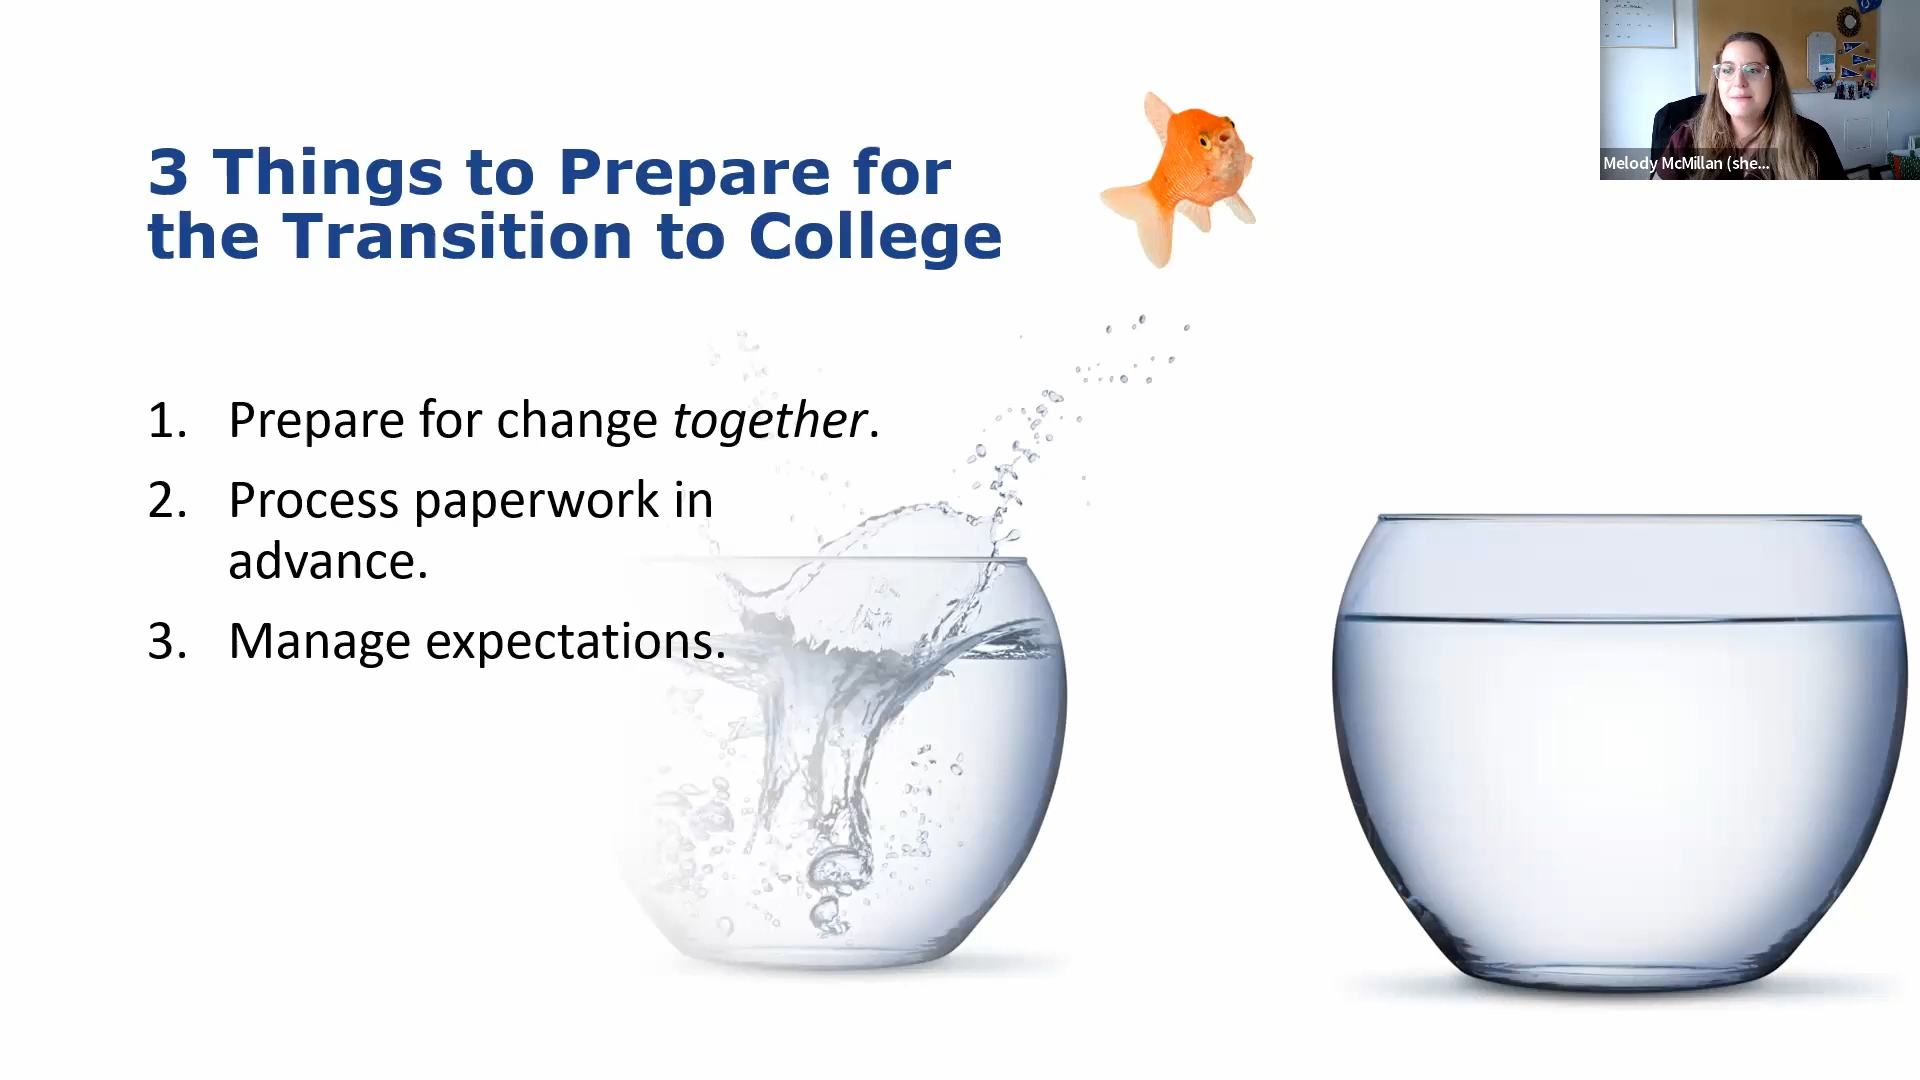 3 Things to Prepare for
the Transition to College
1. Prepare for change together.
2. Process paperwork in
advance.
3. Manage expectations.
Melody McMillan (she...